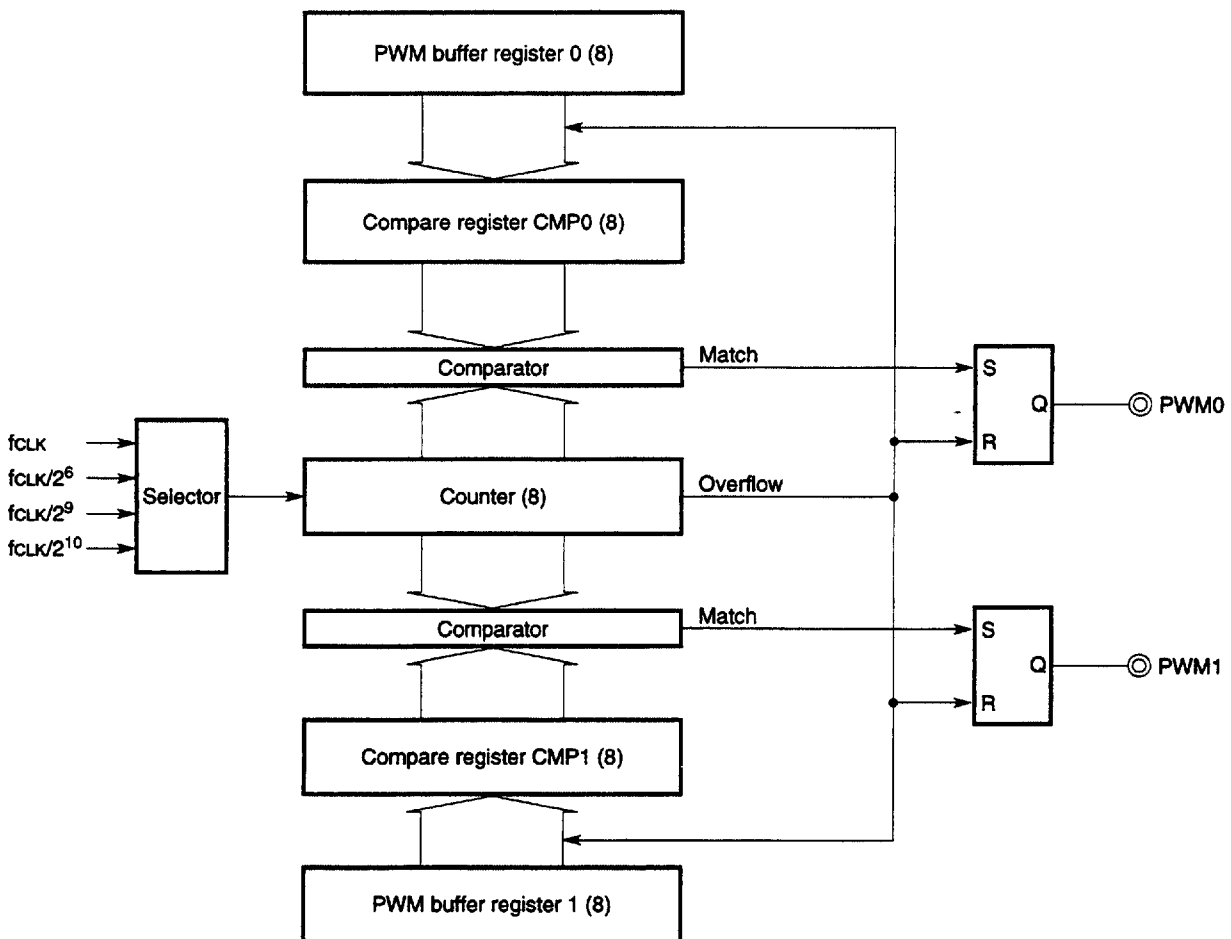 PWM buffer register 0 (8)
Compare register CMP0 (8)
Comparator
Match
S
Q
R
PWM0
fCLK
fCLK/2^6
fCLK/2^9
fCLK/2^10
Selector
Counter (8)
Overflow
Comparator
Match
S
Q
R
PWM1
Compare register CMP1 (8)
PWM buffer register 1 (8)